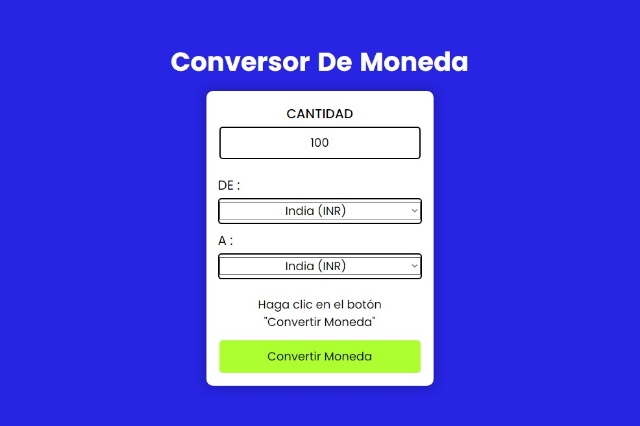 Conversor De Moneda
CANTIDAD
100
DE :
India (INR)
A :
India (INR)
Haga clic en el botón
"Convertir Moneda"
Convertir Moneda